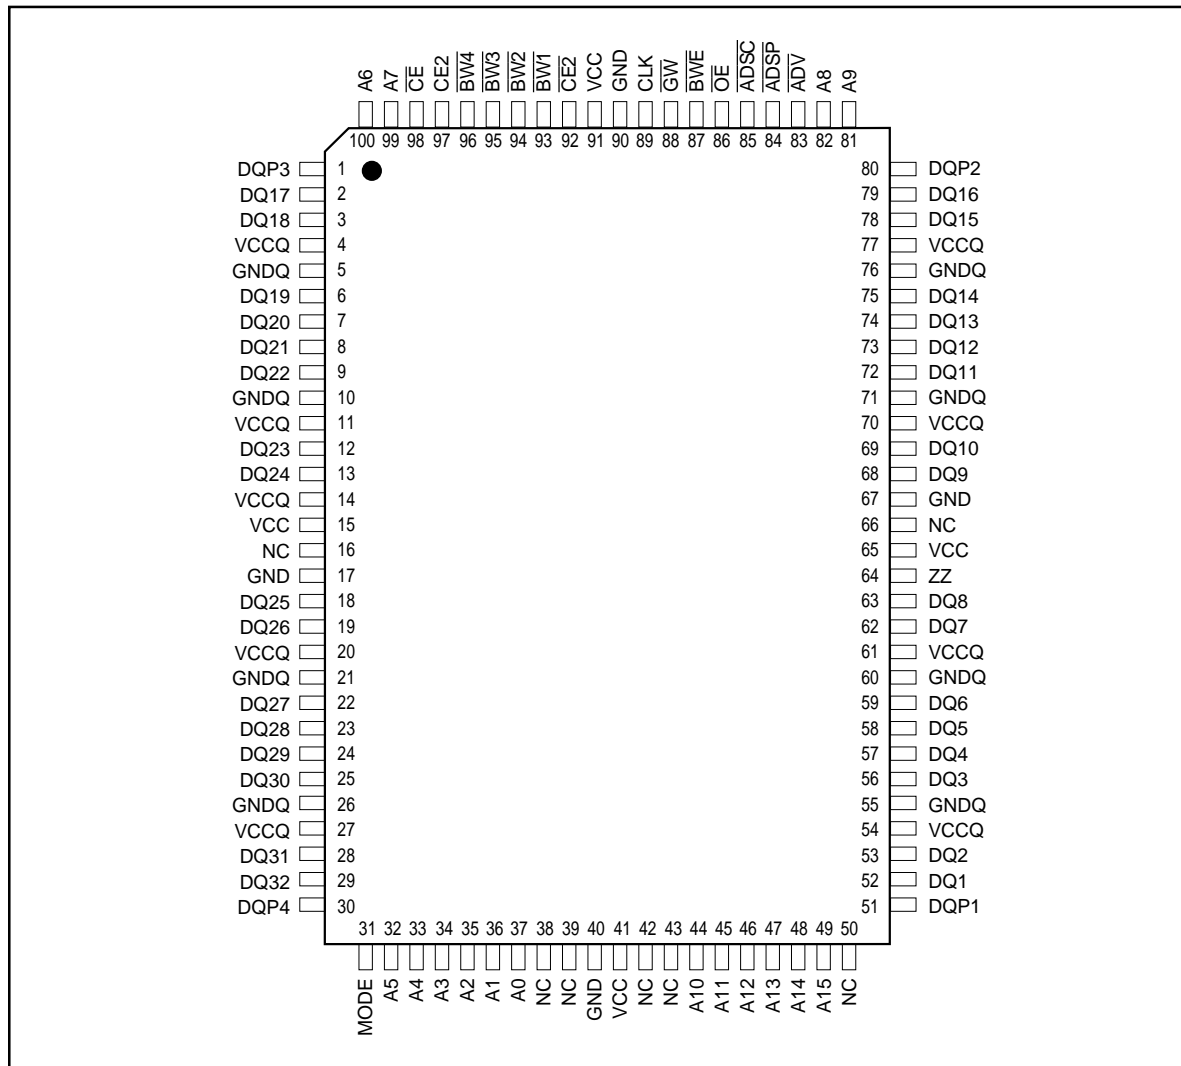 A6 A7 CE CE2 BW4 BW3 BW2 BW1 CE2 VCC GND CLK GW BWE OE ADSC ADSP ADV A8 A9
100 99 98 97 96 95 94 93 92 91 90 89 88 87 86 85 84 83 82 81
DQP3 1 80 DQP2
DQ17 2 79 DQ16
DQ18 3 78 DQ15
VCCQ 4 77 VCCQ
GNDQ 5 76 GNDQ
DQ19 6 75 DQ14
DQ20 7 74 DQ13
DQ21 8 73 DQ12
DQ22 9 72 DQ11
GNDQ 10 71 GNDQ
VCCQ 11 70 VCCQ
DQ23 12 69 DQ10
DQ24 13 68 DQ9
VCCQ 14 67 GND
VCC 15 66 NC
NC 16 65 VCC
GND 17 64 ZZ
DQ25 18 63 DQ8
DQ26 19 62 DQ7
VCCQ 20 61 VCCQ
GNDQ 21 60 GNDQ
DQ27 22 59 DQ6
DQ28 23 58 DQ5
DQ29 24 57 DQ4
DQ30 25 56 DQ3
GNDQ 26 55 GNDQ
VCCQ 27 54 VCCQ
DQ31 28 53 DQ2
DQ32 29 52 DQ1
DQP4 30 51 DQP1
31 32 33 34 35 36 37 38 39 40 41 42 43 44 45 46 47 48 49 50
MODE A5 A4 A3 A2 A1 A0 NC NC GND VCC NC NC A10 A11 A12 A13 A14 A15 NC